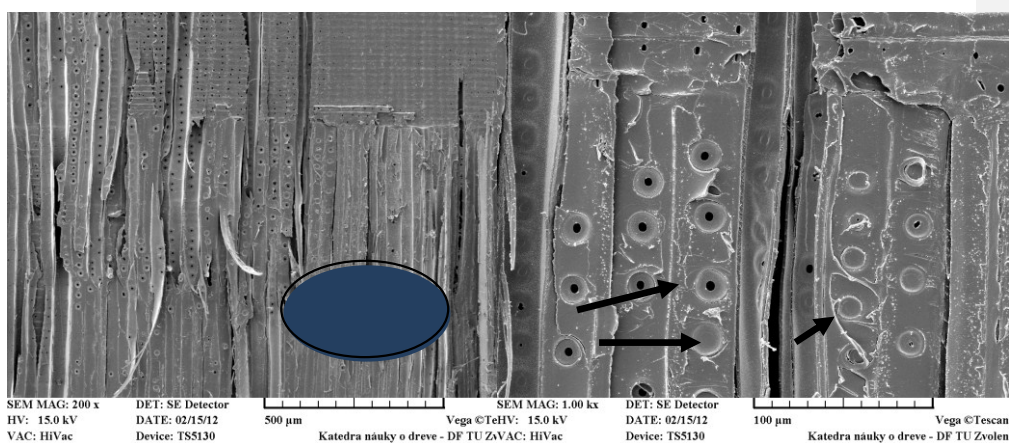 SEM MAG: 200 x DET: SE Detector
HV: 15.0 kV DATE: 02/15/12 500 µm Vega ©Te
VAC: HiVac Device: TS5130 Katedra náuky o dreve - DF TU Zv
SEM MAG: 1.00 kx DET: SE Detector
HV: 15.0 kV DATE: 02/15/12 100 µm Vega ©Tescan
VAC: HiVac Device: TS5130 Katedra náuky o dreve - DF TU Zvolen